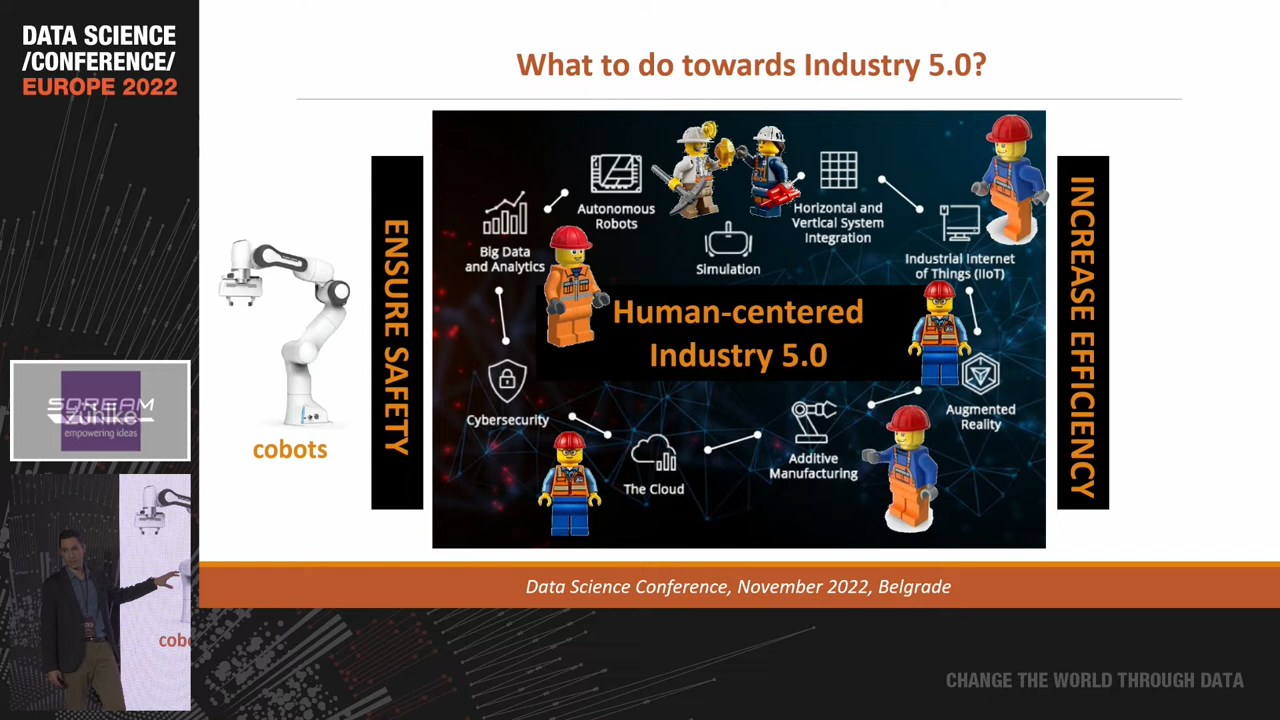 DATA SCIENCE
/CONFERENCE/
EUROPE 2022
What to do towards Industry 5.0?
ENSURE SAFETY
INCREASE EFFICIENCY
cobots
Autonomous
Robots
Horizontal and
Vertical System
Integration
Big Data
and Analytics
Simulation
Industrial Internet
of Things (IIoT)
Human-centered
Industry 5.0
Cybersecurity
Augmented
Reality
The Cloud
Additive
Manufacturing
SCREAM
zühlke
empowering ideas
cobo
Data Science Conference, November 2022, Belgrade
CHANGE THE WORLD THROUGH DATA